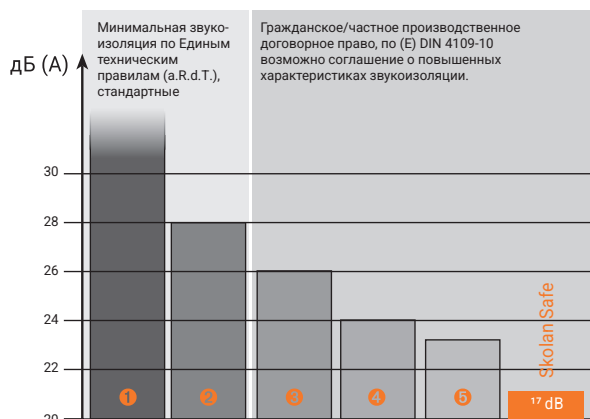 Минимальная звуко-
изоляция по Единым
техническим
правилам (a.R.d.T.),
стандартные
Гражданское/частное производственное
договорное право, по (E) DIN 4109-10
возможно соглашение о повышенных
характеристиках звукоизоляции.
дБ (A)
30
28
26
24
22
20
1
2
3
4
5
Skolan Safe
17 dB